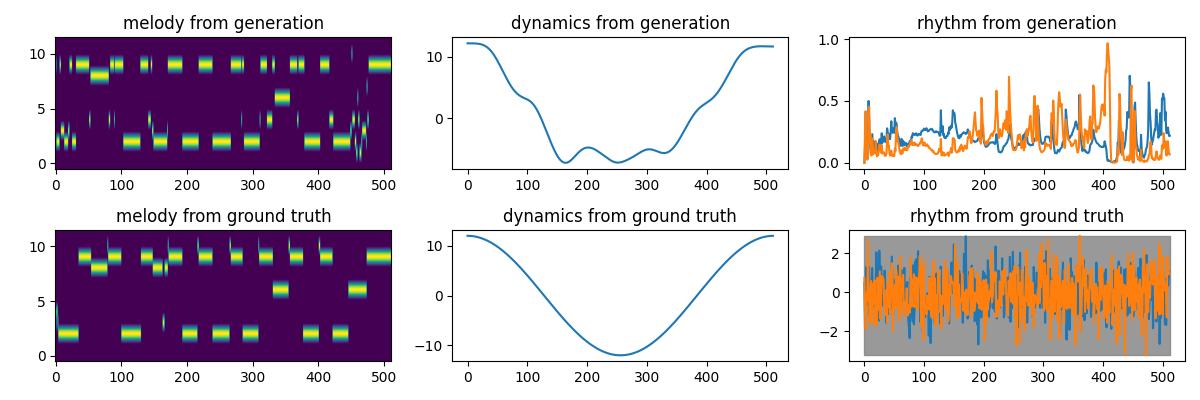 melody from generation
10
5
0
0 100 200 300 400 500
dynamics from generation
10
0
0 100 200 300 400 500
rhythm from generation
1.0
0.5
0.0
0 100 200 300 400 500
melody from ground truth
10
5
0
0 100 200 300 400 500
dynamics from ground truth
10
0
−10
0 100 200 300 400 500
rhythm from ground truth
2
0
−2
0 100 200 300 400 500